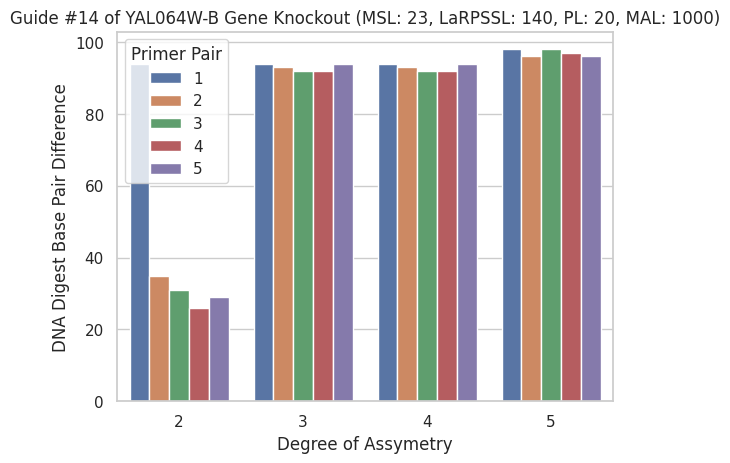 Guide #14 of YAL064W-B Gene Knockout (MSL: 23, LaRPSSL: 140, PL: 20, MAL: 1000)
100
80
60
40
20
0
DNA Digest Base Pair Difference
Primer Pair
1
2
3
4
5
2 3 4 5
Degree of Assymetry